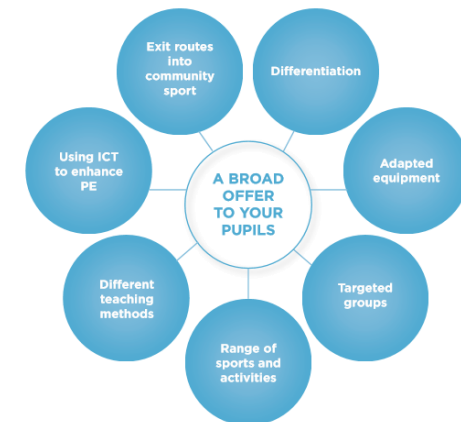 Exit routes
into
community
sport
Differentiation
Using ICT
to enhance
PE
A BROAD
OFFER
TO YOUR
PUPILS
Adapted
equipment
Different
teaching
methods
Targeted
groups
Range of
sports and
activities